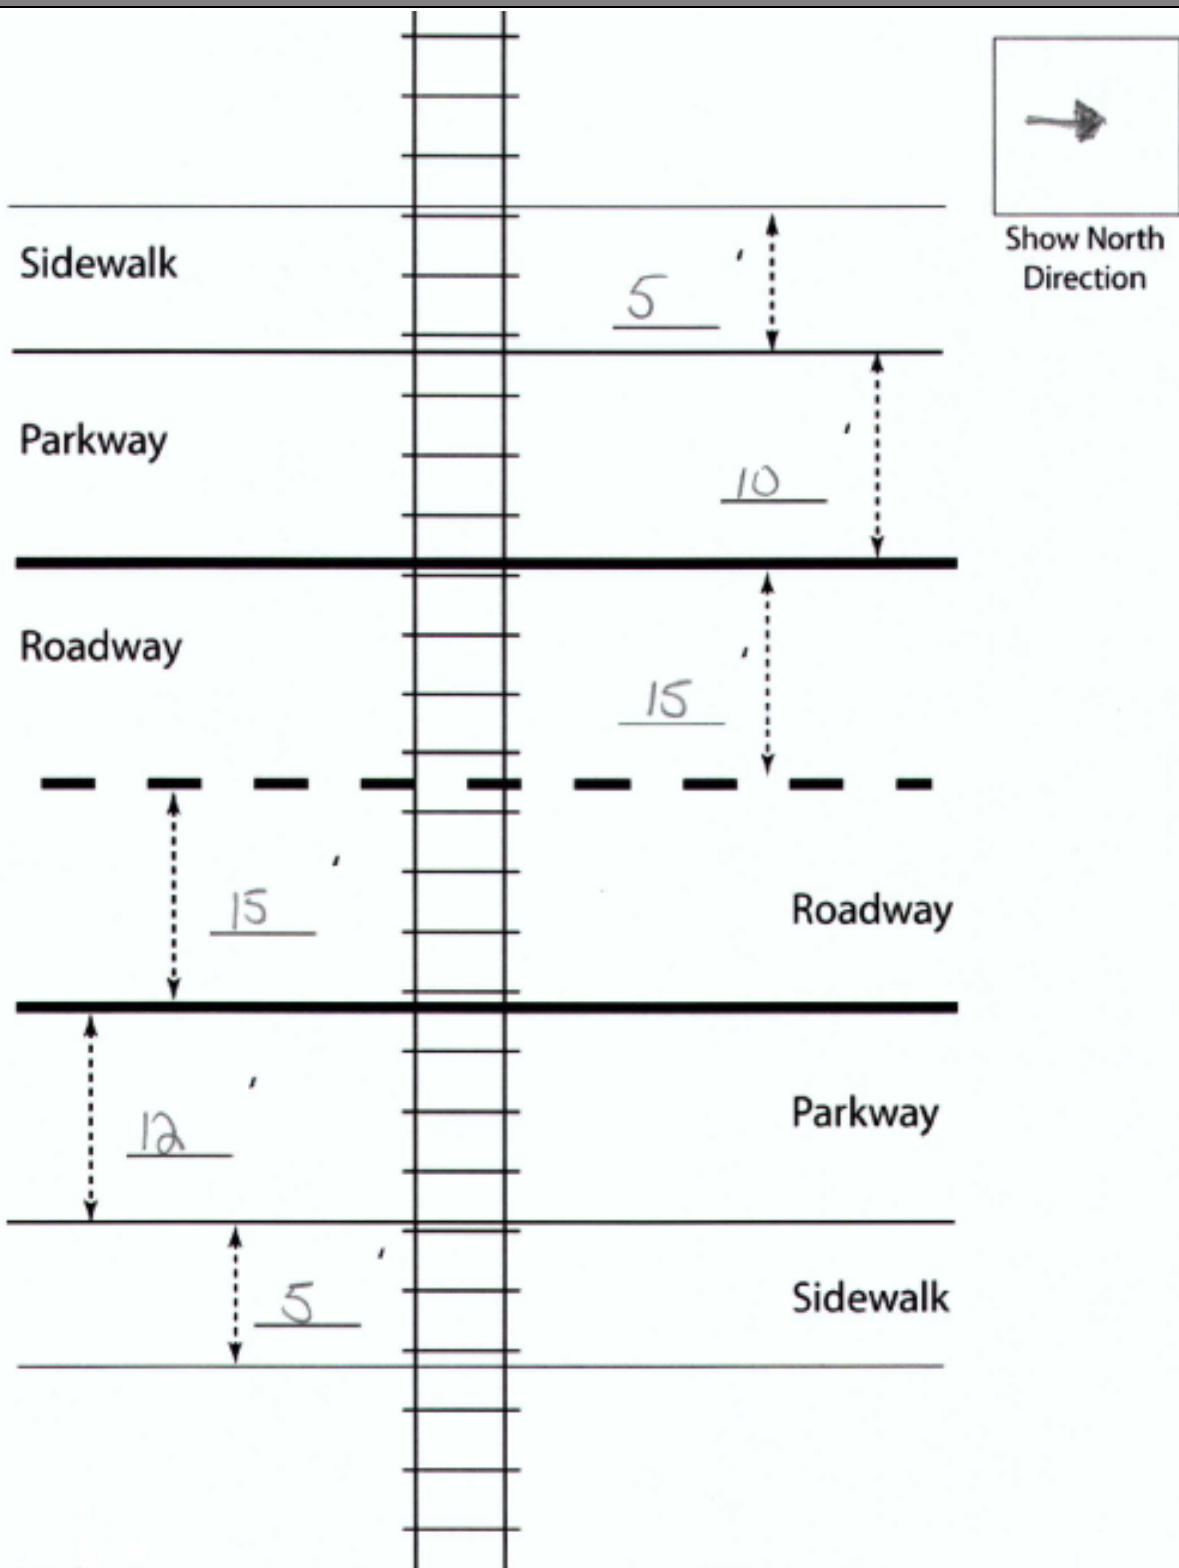 Sidewalk
5 '
Show North
Direction
Parkway
10 '
Roadway
15 '
15 '
Roadway
12 '
Parkway
5 '
Sidewalk